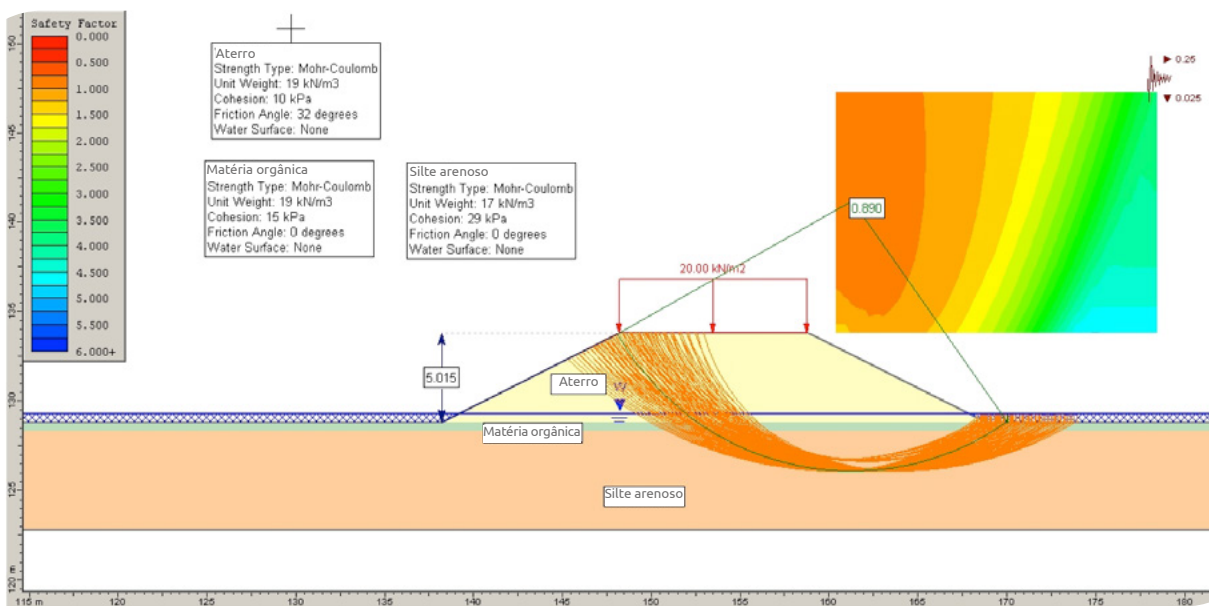 Safety Factor
0.000
0.500
1.000
1.500
2.000
2.500
3.000
3.500
4.000
4.500
5.000
5.500
6.000+
Aterro
Strength Type: Mohr-Coulomb
Unit Weight: 19 kN/m3
Cohesion: 10 kPa
Friction Angle: 32 degrees
Water Surface: None
Matéria orgânica
Strength Type: Mohr-Coulomb
Unit Weight: 19 kN/m3
Cohesion: 15 kPa
Friction Angle: 0 degrees
Water Surface: None
Silte arenoso
Strength Type: Mohr-Coulomb
Unit Weight: 17 kN/m3
Cohesion: 29 kPa
Friction Angle: 0 degrees
Water Surface: None
0.25
0.025
0.890
20.00 kN/m2
5.015
Aterro
W
Matéria orgânica
Silte arenoso
150
145
140
135
130
125
120 m
115 m 120 125 130 135 140 145 150 155 160 165 170 175 180